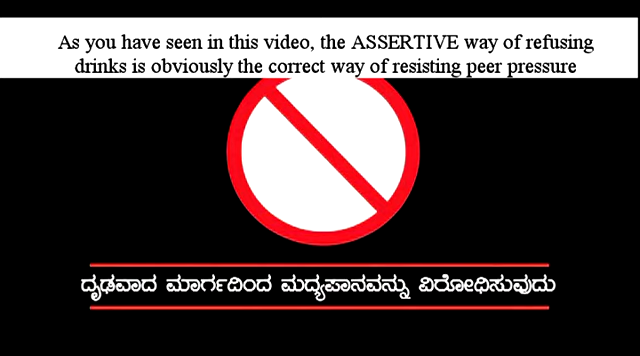 As you have seen in this video, the ASSERTIVE way of refusing
drinks is obviously the correct way of resisting peer pressure
ದೃಢವಾದ ಮಾರ್ಗದಿಂದ ಮದ್ಯಪಾನವನ್ನು ವಿರೋಧಿಸುವುದು